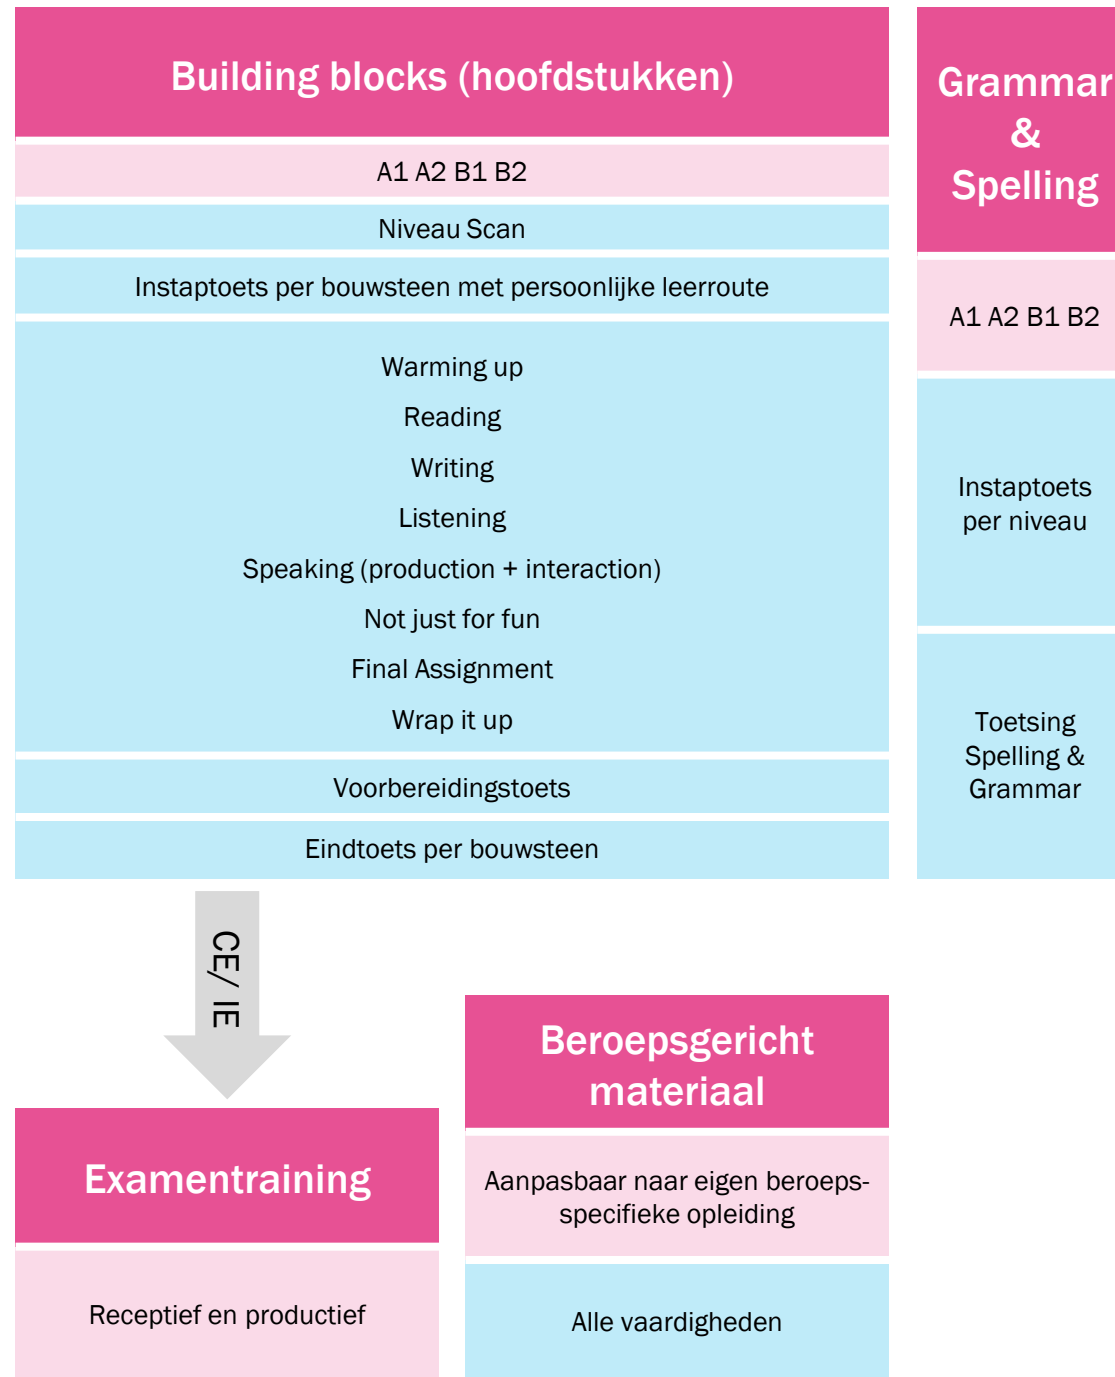 Building blocks (hoofdstukken)
A1 A2 B1 B2
Niveau Scan
Instaptoets per bouwsteen met persoonlijke leerroute
Warming up
Reading
Writing
Listening
Speaking (production + interaction)
Not just for fun
Final Assignment
Wrap it up
Voorbereidingstoets
Eindtoets per bouwsteen
Grammar
&
Spelling
A1 A2 B1 B2
Instaptoets
per niveau
Toetsing
Spelling &
Grammar
CE/ IE
Examentraining
Receptief en productief
Beroepsgericht
materiaal
Aanpasbaar naar eigen beroeps-
specifieke opleiding
Alle vaardigheden